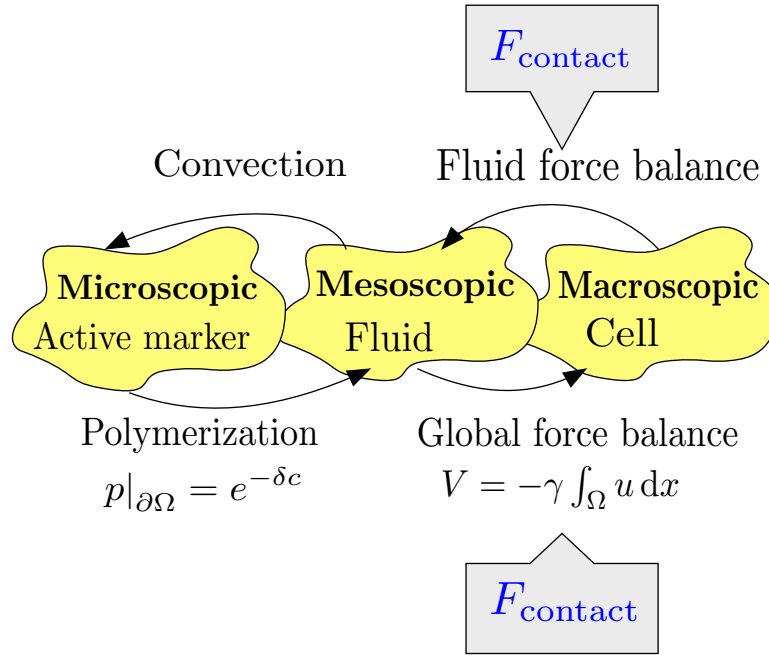 F_contact
Convection
Fluid force balance
Microscopic
Active marker
Mesoscopic
Fluid
Macroscopic
Cell
Polymerization
p|_{∂Ω} = e^{−δc}
Global force balance
V = −γ ∫_Ω u dx
F_contact